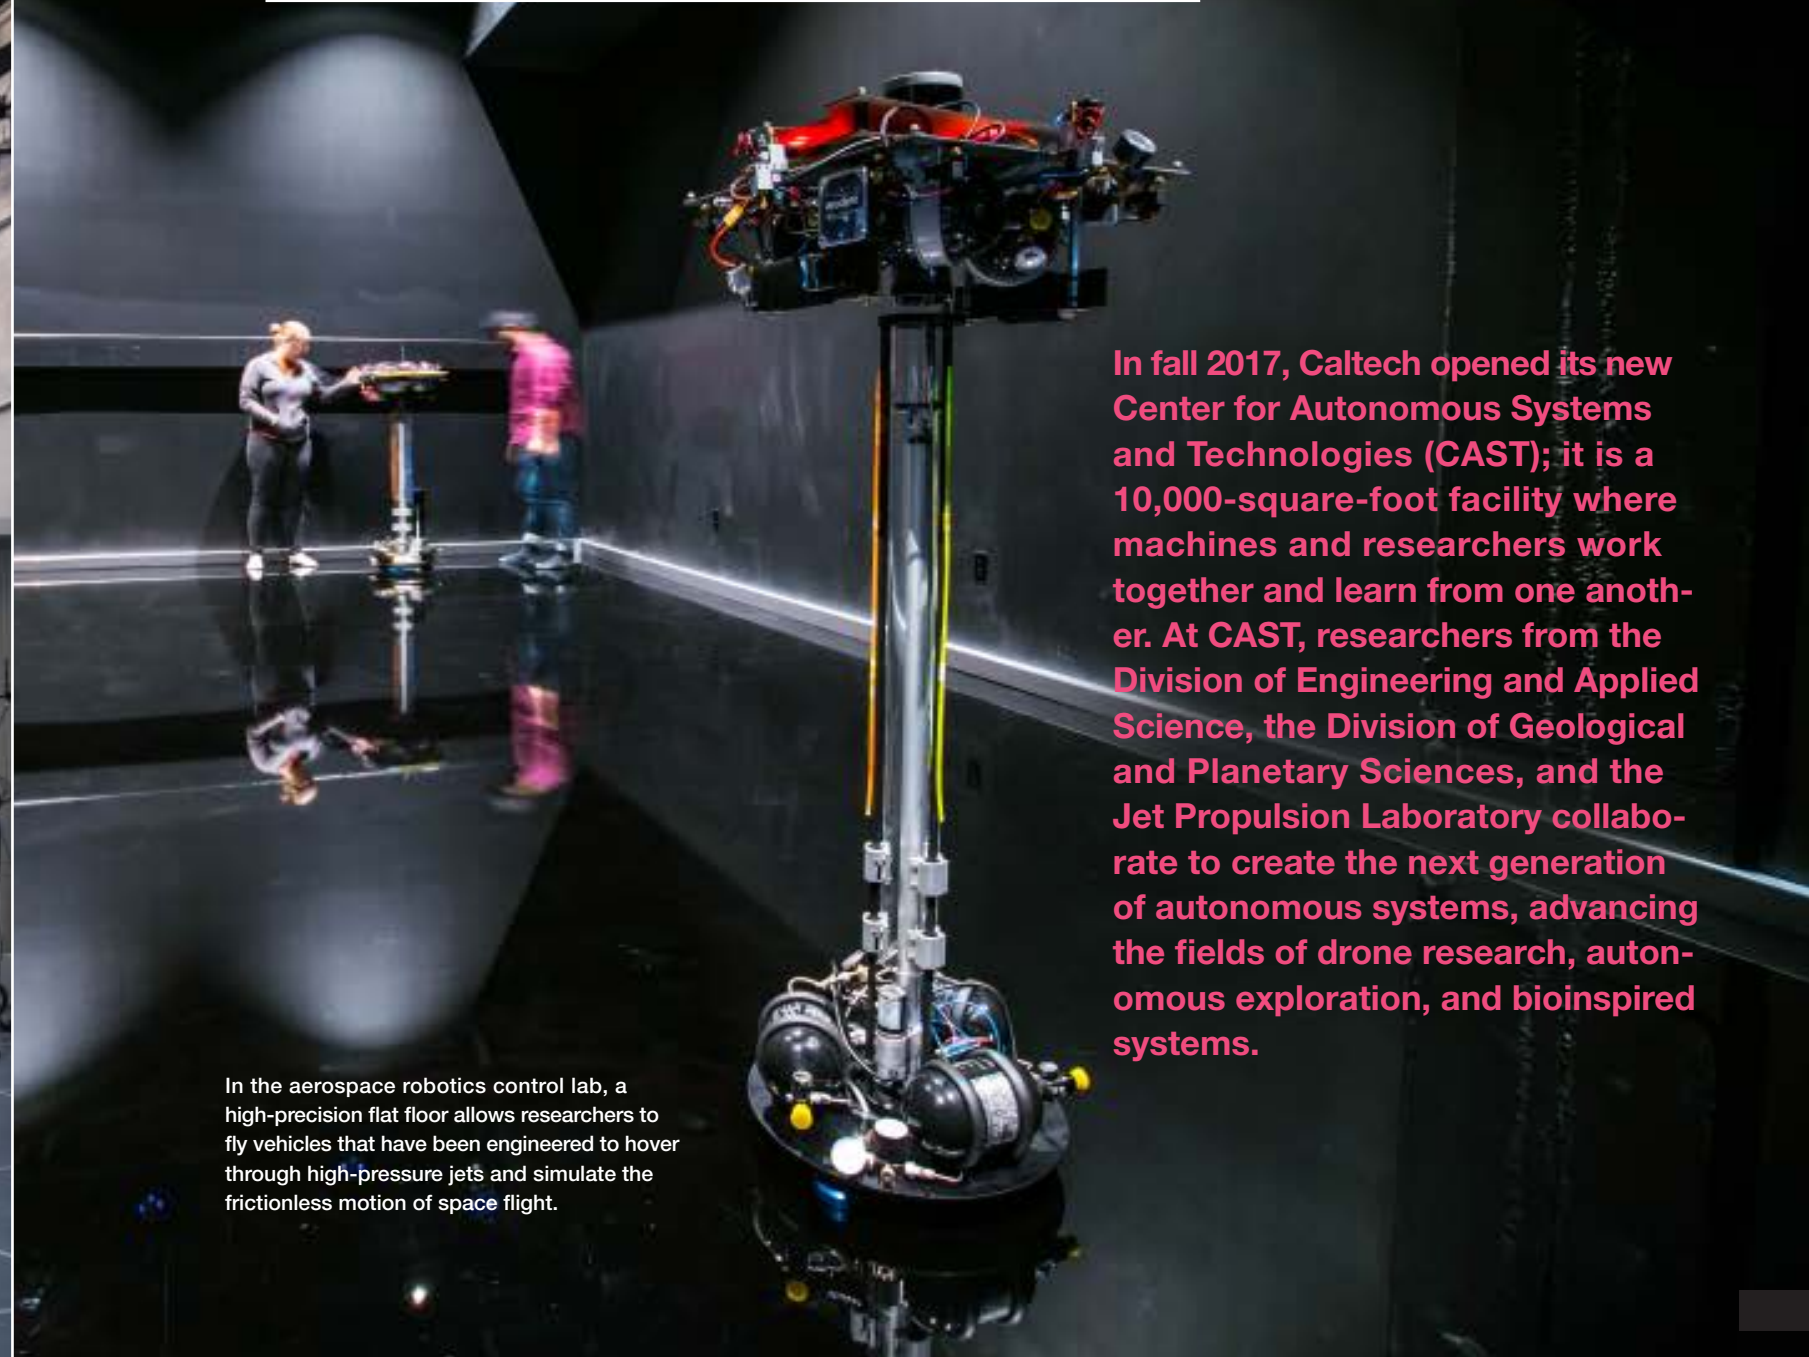 In fall 2017, Caltech opened its new
Center for Autonomous Systems
and Technologies (CAST); it is a
10,000-square-foot facility where
machines and researchers work
together and learn from one anoth-
er. At CAST, researchers from the
Division of Engineering and Applied
Science, the Division of Geological
and Planetary Sciences, and the
Jet Propulsion Laboratory collabo-
rate to create the next generation
of autonomous systems, advancing
the fields of drone research, auton-
omous exploration, and bioinspired
systems.
In the aerospace robotics control lab, a
high-precision flat floor allows researchers to
fly vehicles that have been engineered to hover
through high-pressure jets and simulate the
frictionless motion of space flight.